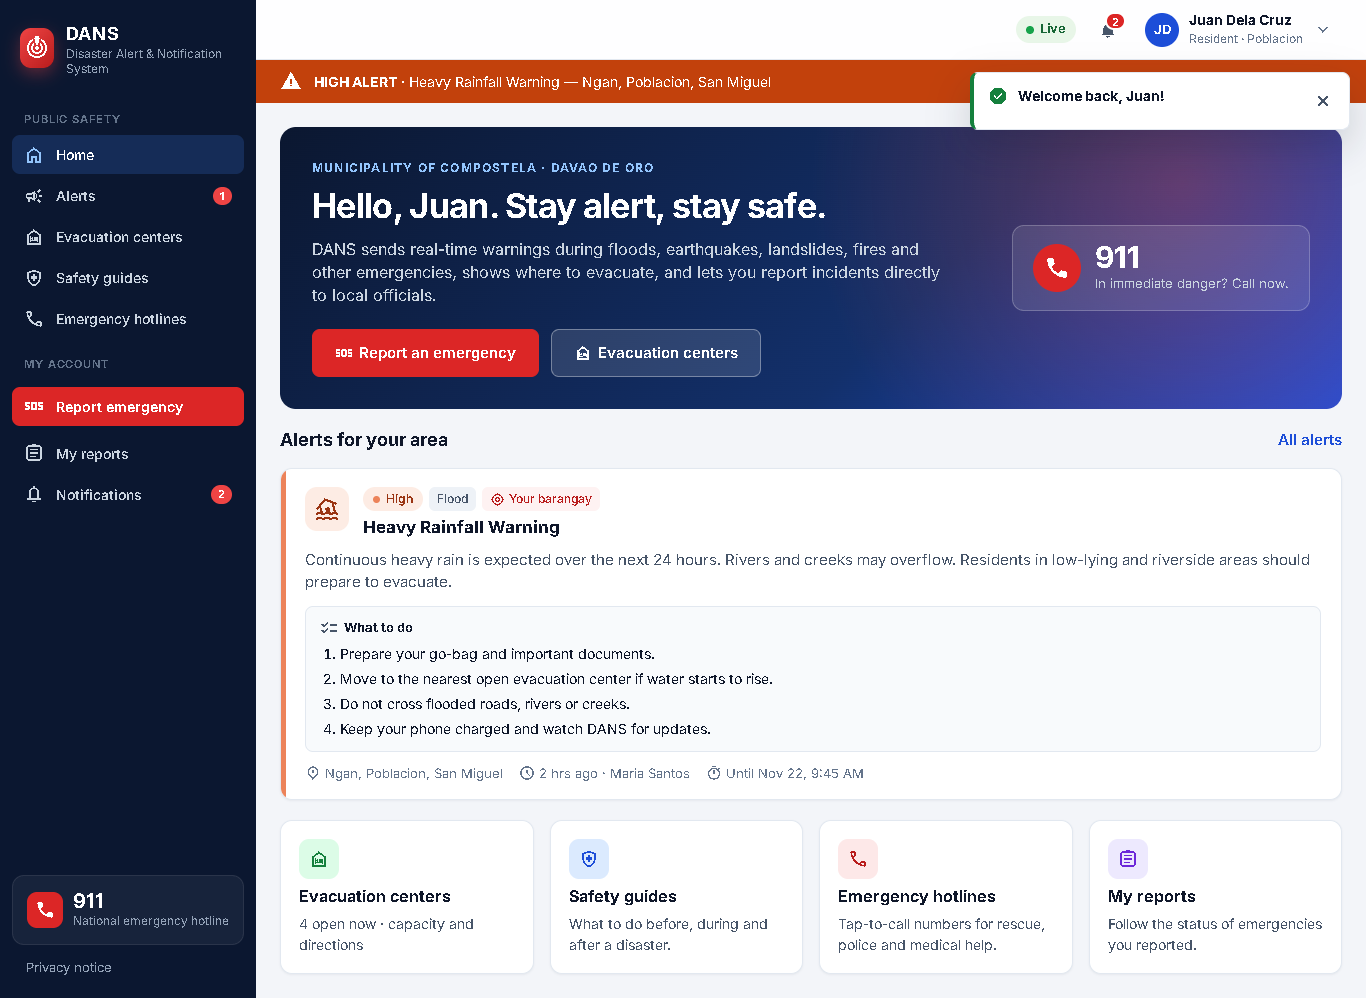 DANS
Disaster Alert & Notification
System
PUBLIC SAFETY
Home
Alerts
1
Evacuation centers
Safety guides
Emergency hotlines
MY ACCOUNT
SOS Report emergency
My reports
Notifications
2
911
National emergency hotline
Privacy notice
Live
2
JD
Juan Dela Cruz
Resident · Poblacion
HIGH ALERT · Heavy Rainfall Warning — Ngan, Poblacion, San Miguel
Welcome back, Juan!
MUNICIPALITY OF COMPOSTELA · DAVAO DE ORO
Hello, Juan. Stay alert, stay safe.
DANS sends real-time warnings during floods, earthquakes, landslides, fires and
other emergencies, shows where to evacuate, and lets you report incidents directly
to local officials.
SOS Report an emergency
Evacuation centers
911
In immediate danger? Call now.
Alerts for your area
All alerts
High
Flood
Your barangay
Heavy Rainfall Warning
Continuous heavy rain is expected over the next 24 hours. Rivers and creeks may overflow. Residents in low-lying and riverside areas should
prepare to evacuate.
What to do
1. Prepare your go-bag and important documents.
2. Move to the nearest open evacuation center if water starts to rise.
3. Do not cross flooded roads, rivers or creeks.
4. Keep your phone charged and watch DANS for updates.
Ngan, Poblacion, San Miguel
2 hrs ago · Maria Santos
Until Nov 22, 9:45 AM
Evacuation centers
4 open now · capacity and
directions
Safety guides
What to do before, during and
after a disaster.
Emergency hotlines
Tap-to-call numbers for rescue,
police and medical help.
My reports
Follow the status of emergencies
you reported.